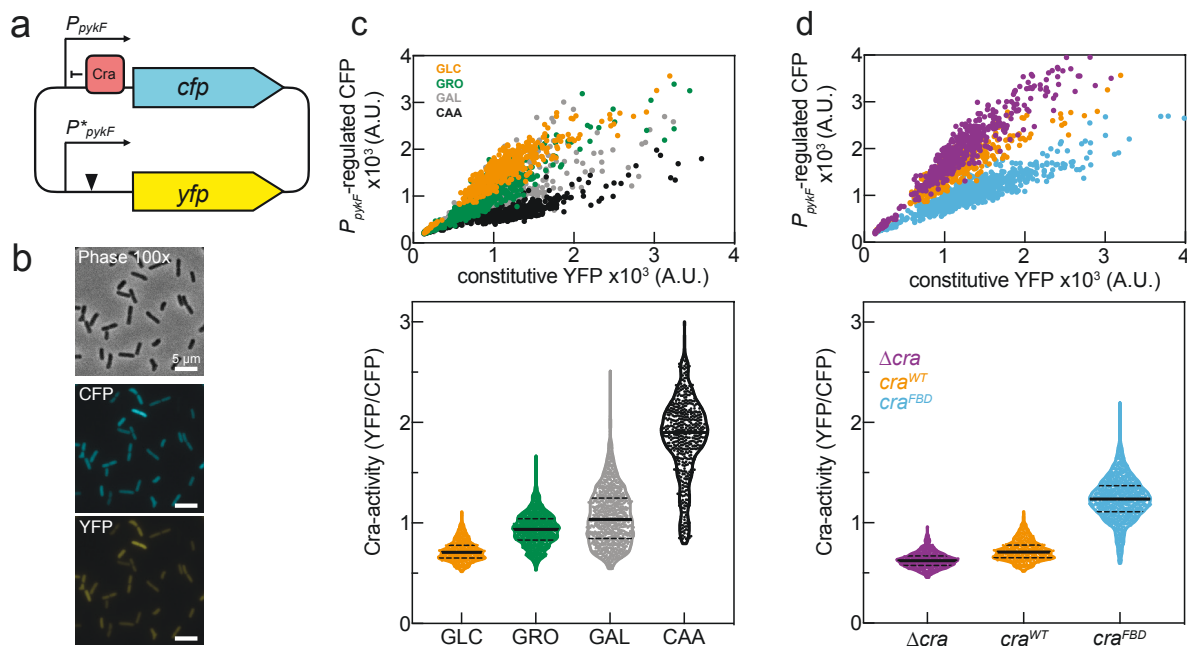 a
P_pykF
Cra
cfp
P*_pykF
yfp
b
Phase 100x
5 µm
CFP
YFP
c
P_pykF-regulated CFP
x10³ (A.U.)
4
3
2
1
0
GLC
GRO
GAL
CAA
0 1 2 3 4
constitutive YFP x10³ (A.U.)
Cra-activity (YFP/CFP)
3
2
1
0
GLC GRO GAL CAA
d
P_pykF-regulated CFP
x10³ (A.U.)
4
3
2
1
0
0 1 2 3 4
constitutive YFP x10³ (A.U.)
Cra-activity (YFP/CFP)
3
2
1
0
Δcra
cra^WT
cra^FBD
Δcra cra^WT cra^FBD